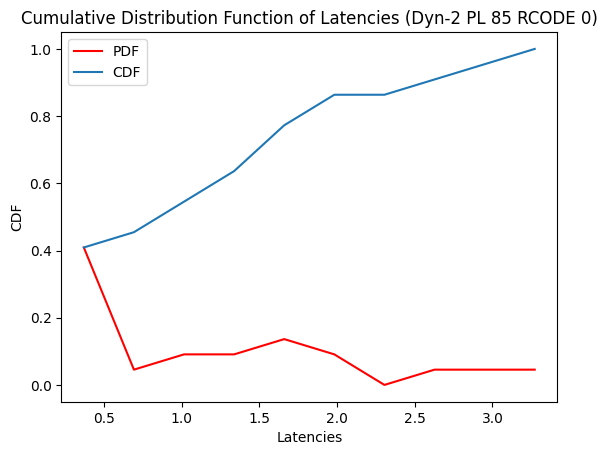 Cumulative Distribution Function of Latencies (Dyn-2 PL 85 RCODE 0)
PDF
CDF
1.0
0.8
0.6
0.4
0.2
0.0
CDF
0.5
1.0
1.5
2.0
2.5
3.0
Latencies